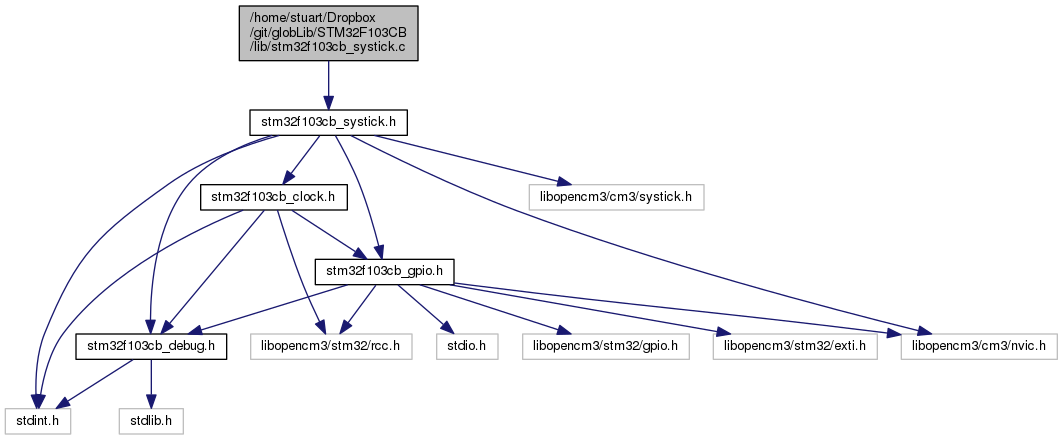 /home/stuart/Dropbox
/git/globLib/STM32F103CB
/lib/stm32f103cb_systick.c
stm32f103cb_systick.h
stm32f103cb_clock.h
libopencm3/cm3/systick.h
stm32f103cb_gpio.h
stm32f103cb_debug.h
libopencm3/stm32/rcc.h
stdio.h
libopencm3/stm32/gpio.h
libopencm3/stm32/exti.h
libopencm3/cm3/nvic.h
stdint.h
stdlib.h